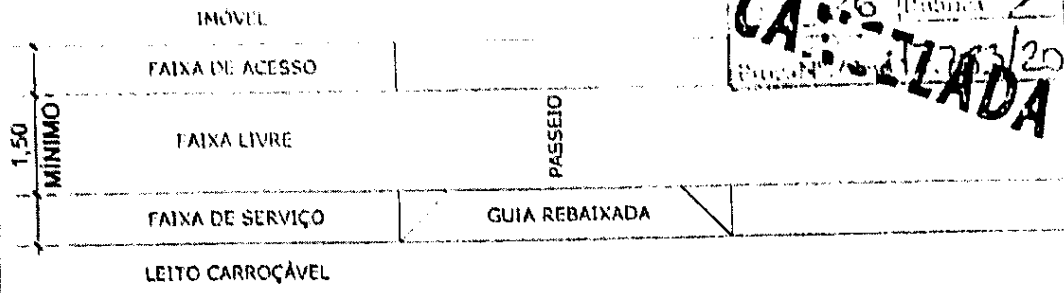 IMÓVEL
FAIXA DE ACESSO
1,50
MÍNIMO
FAIXA LIVRE
PASSEIO
FAIXA DE SERVIÇO
GUIA REBAIXADA
LEITO CARROÇÁVEL